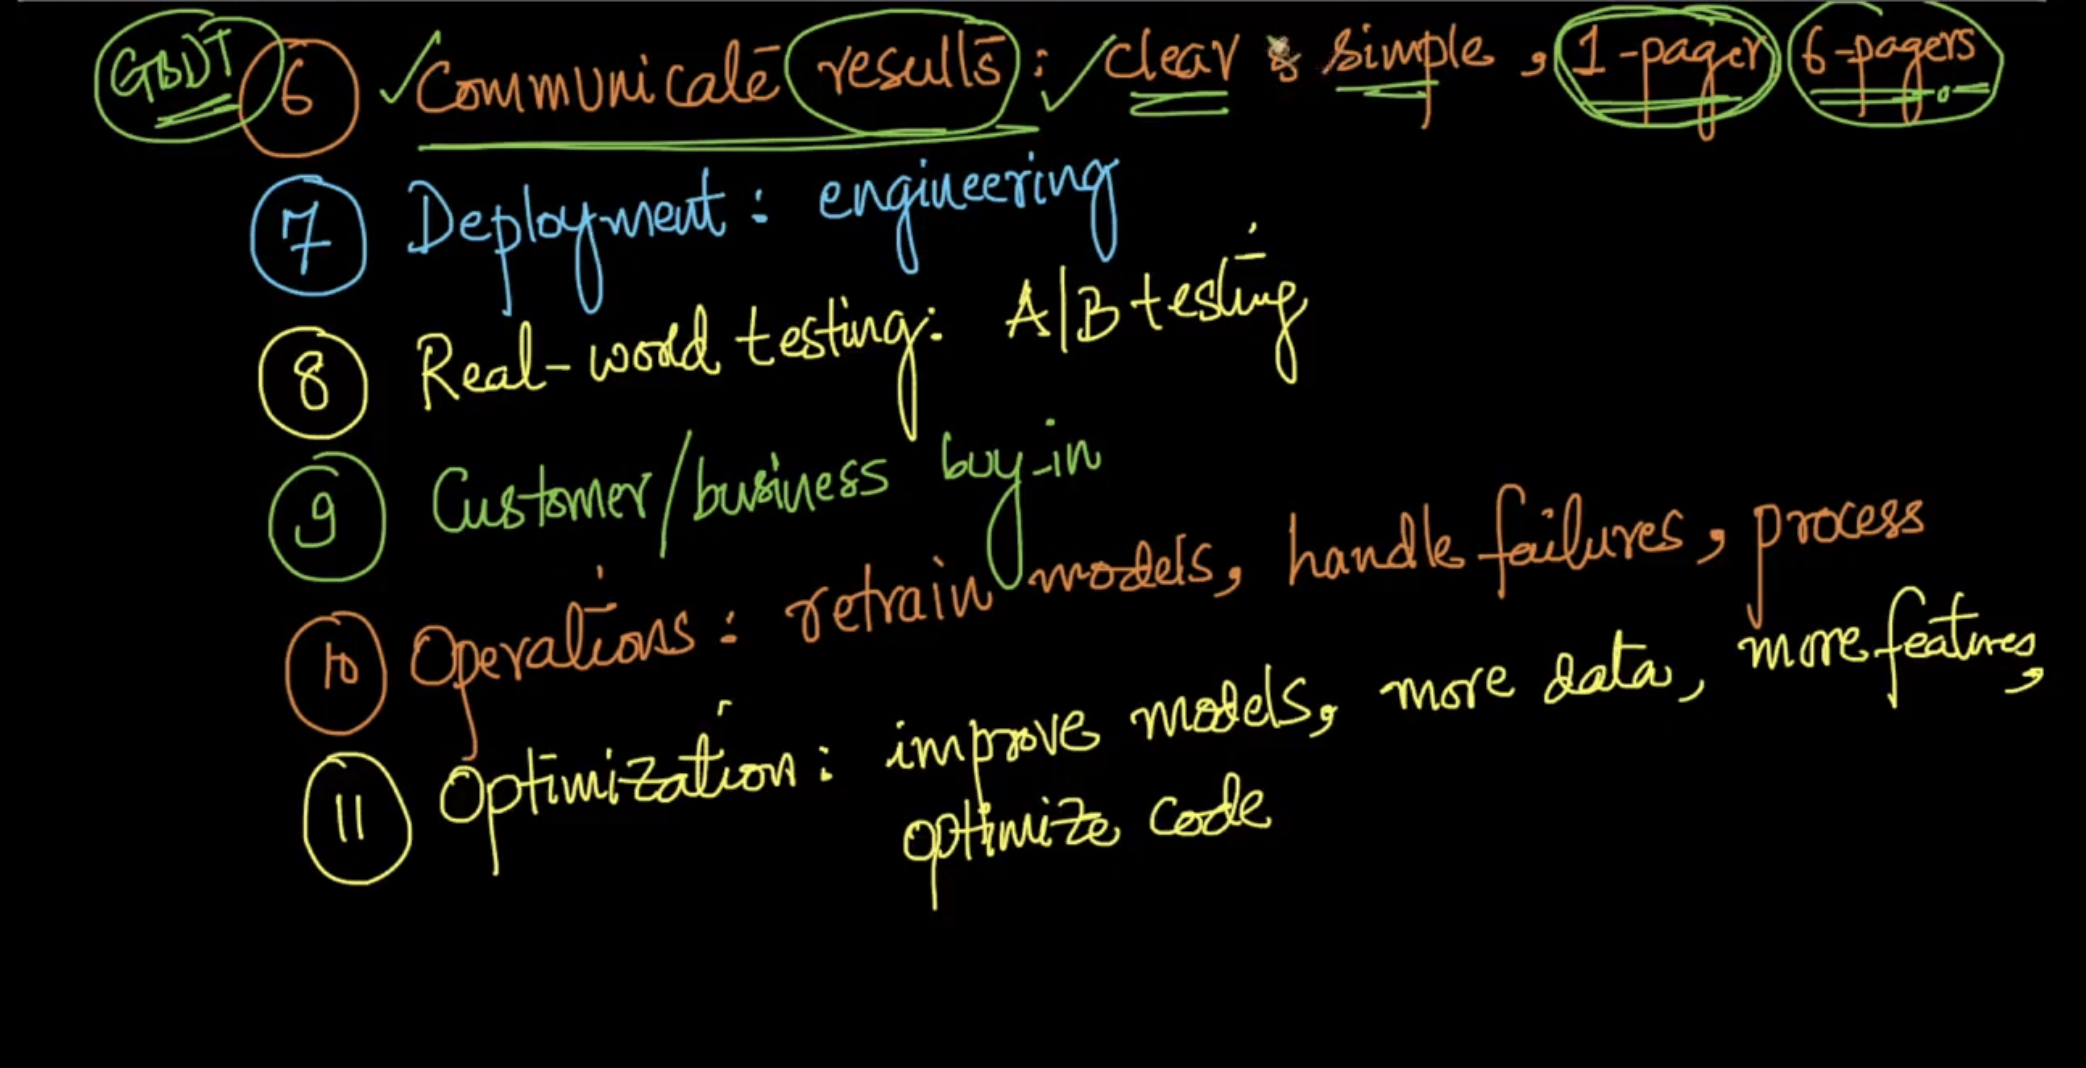 GBDT 6 ✓ Communicate results : ✓ clear & simple, 1-pager 6-pagers.
7 Deployment : engineering
8 Real-world testing : A/B testing
9 Customer/business buy-in
10 Operations : retrain models, handle failures, process
11 Optimization : improve models, more data, more features,
optimize code